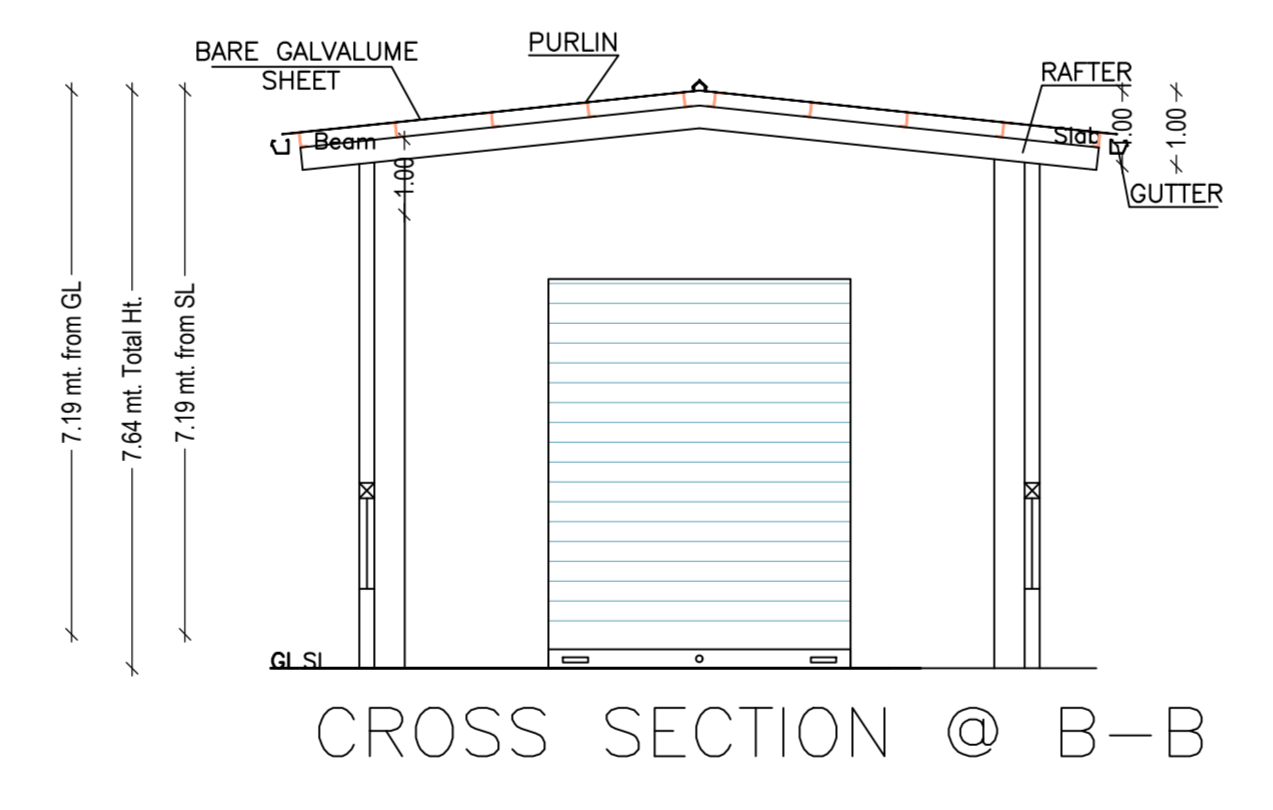 PURLIN
BARE GALVALUME
SHEET
RAFTER
Beam
Slab
1.00
1.00
1.00
GUTTER
7.19 mt. from GL
7.64 mt. Total Ht.
7.19 mt. from SL
GL SL
CROSS SECTION @ B-B